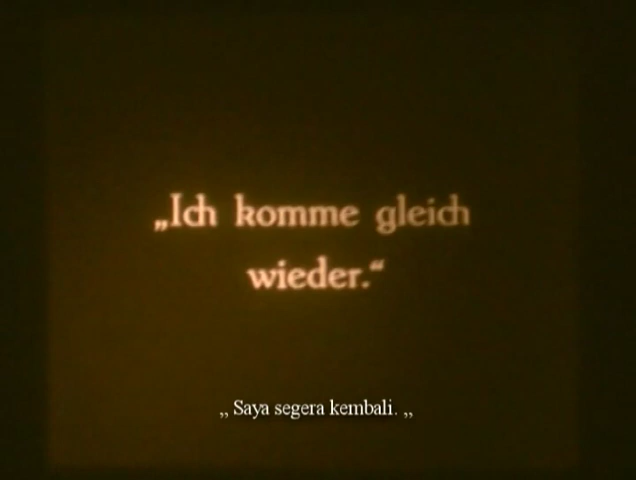 „Ich komme gleich
wieder.“
„ Saya segera kembali. „